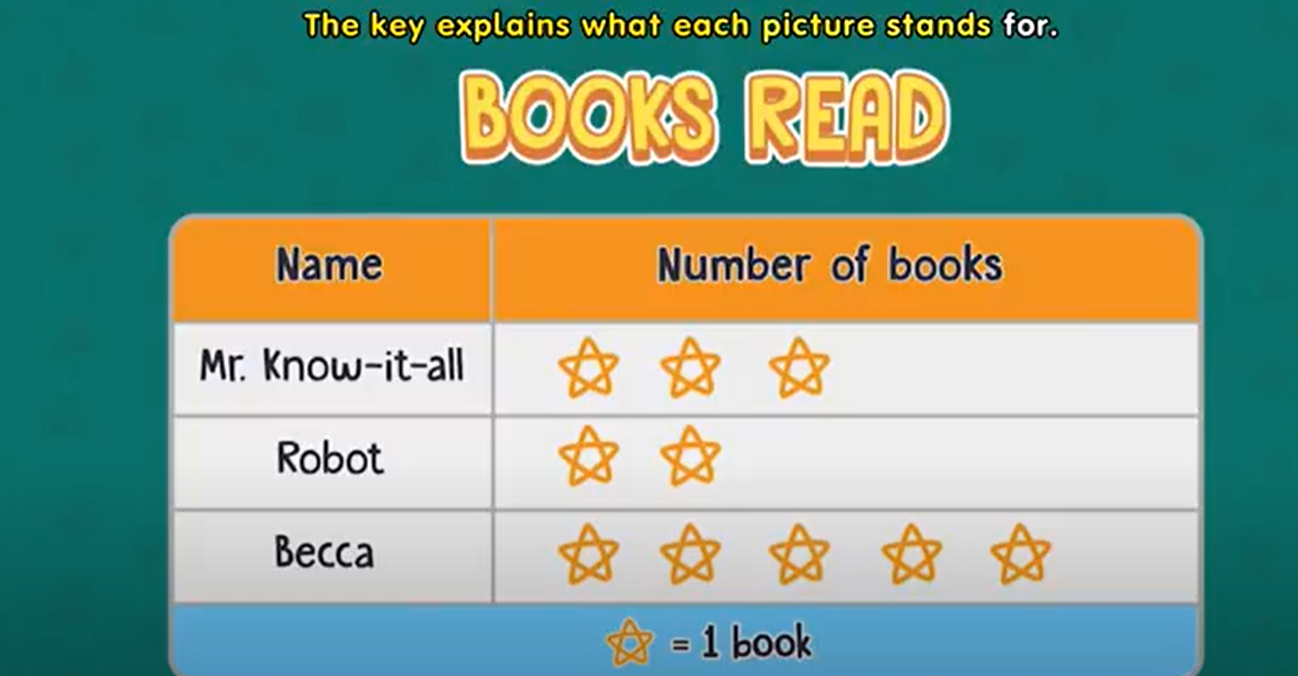 The key explains what each picture stands for.
BOOKS READ
Name Number of books
Mr. Know-it-all
Robot
Becca
= 1 book